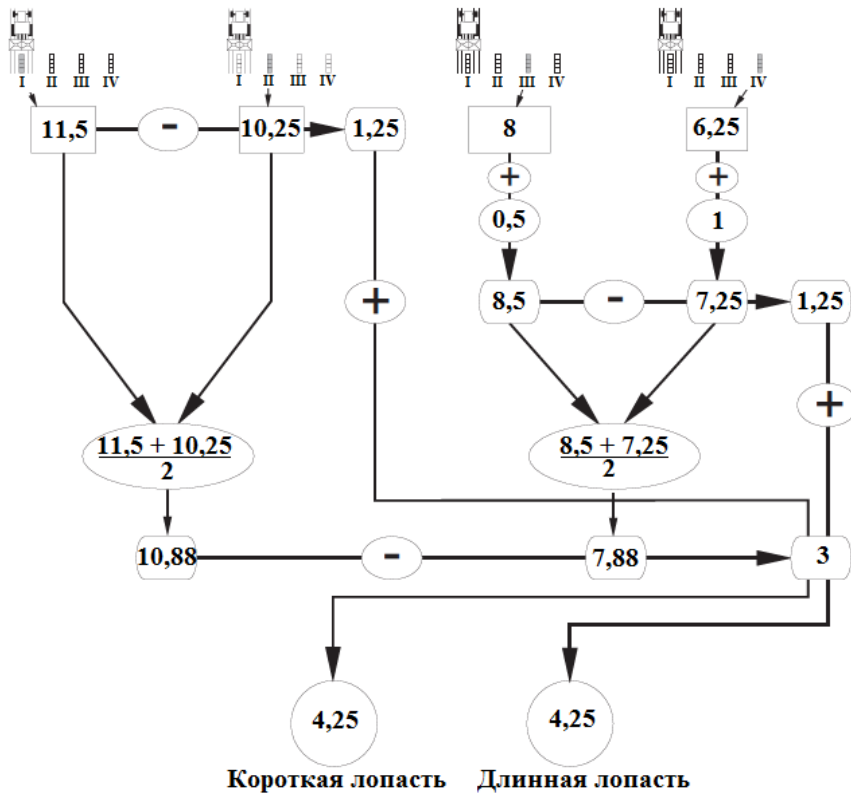 I II III IV I II III IV I II III IV I II III IV
11,5 - 10,25 1,25 8 6,25
+ +
0,5 1
+ 8,5 - 7,25 1,25
+
11,5 + 10,25 8,5 + 7,25
2 2
10,88 - 7,88 3
4,25 4,25
Короткая лопасть Длинная лопасть